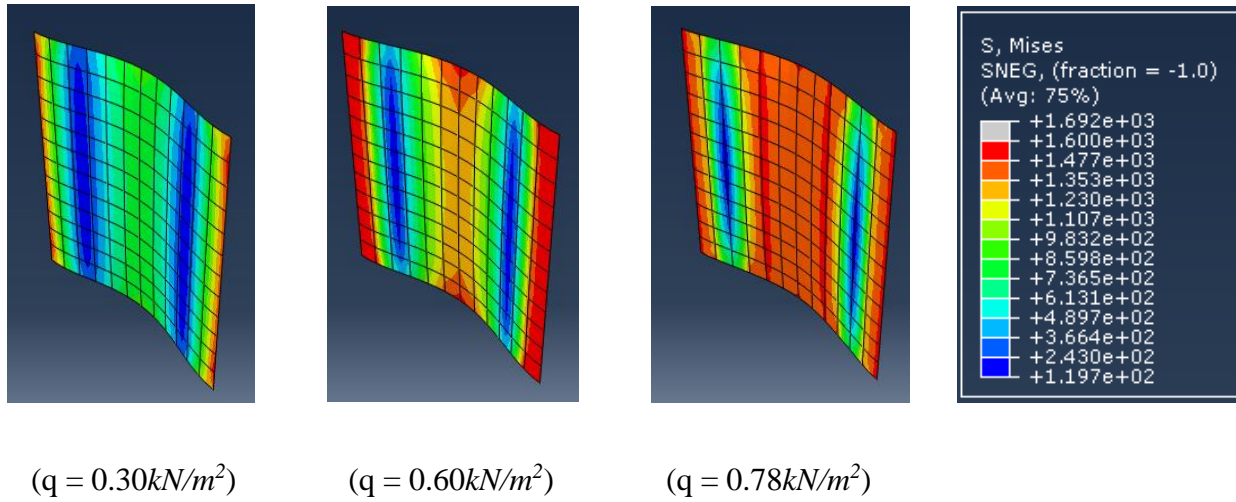 S, Mises
SNEG, (fraction = -1.0)
(Avg: 75%)
+1.692e+03
+1.600e+03
+1.477e+03
+1.353e+03
+1.230e+03
+1.107e+03
+9.832e+02
+8.598e+02
+7.365e+02
+6.131e+02
+4.897e+02
+3.664e+02
+2.430e+02
+1.197e+02
(q = 0.30kN/m²) (q = 0.60kN/m²) (q = 0.78kN/m²)